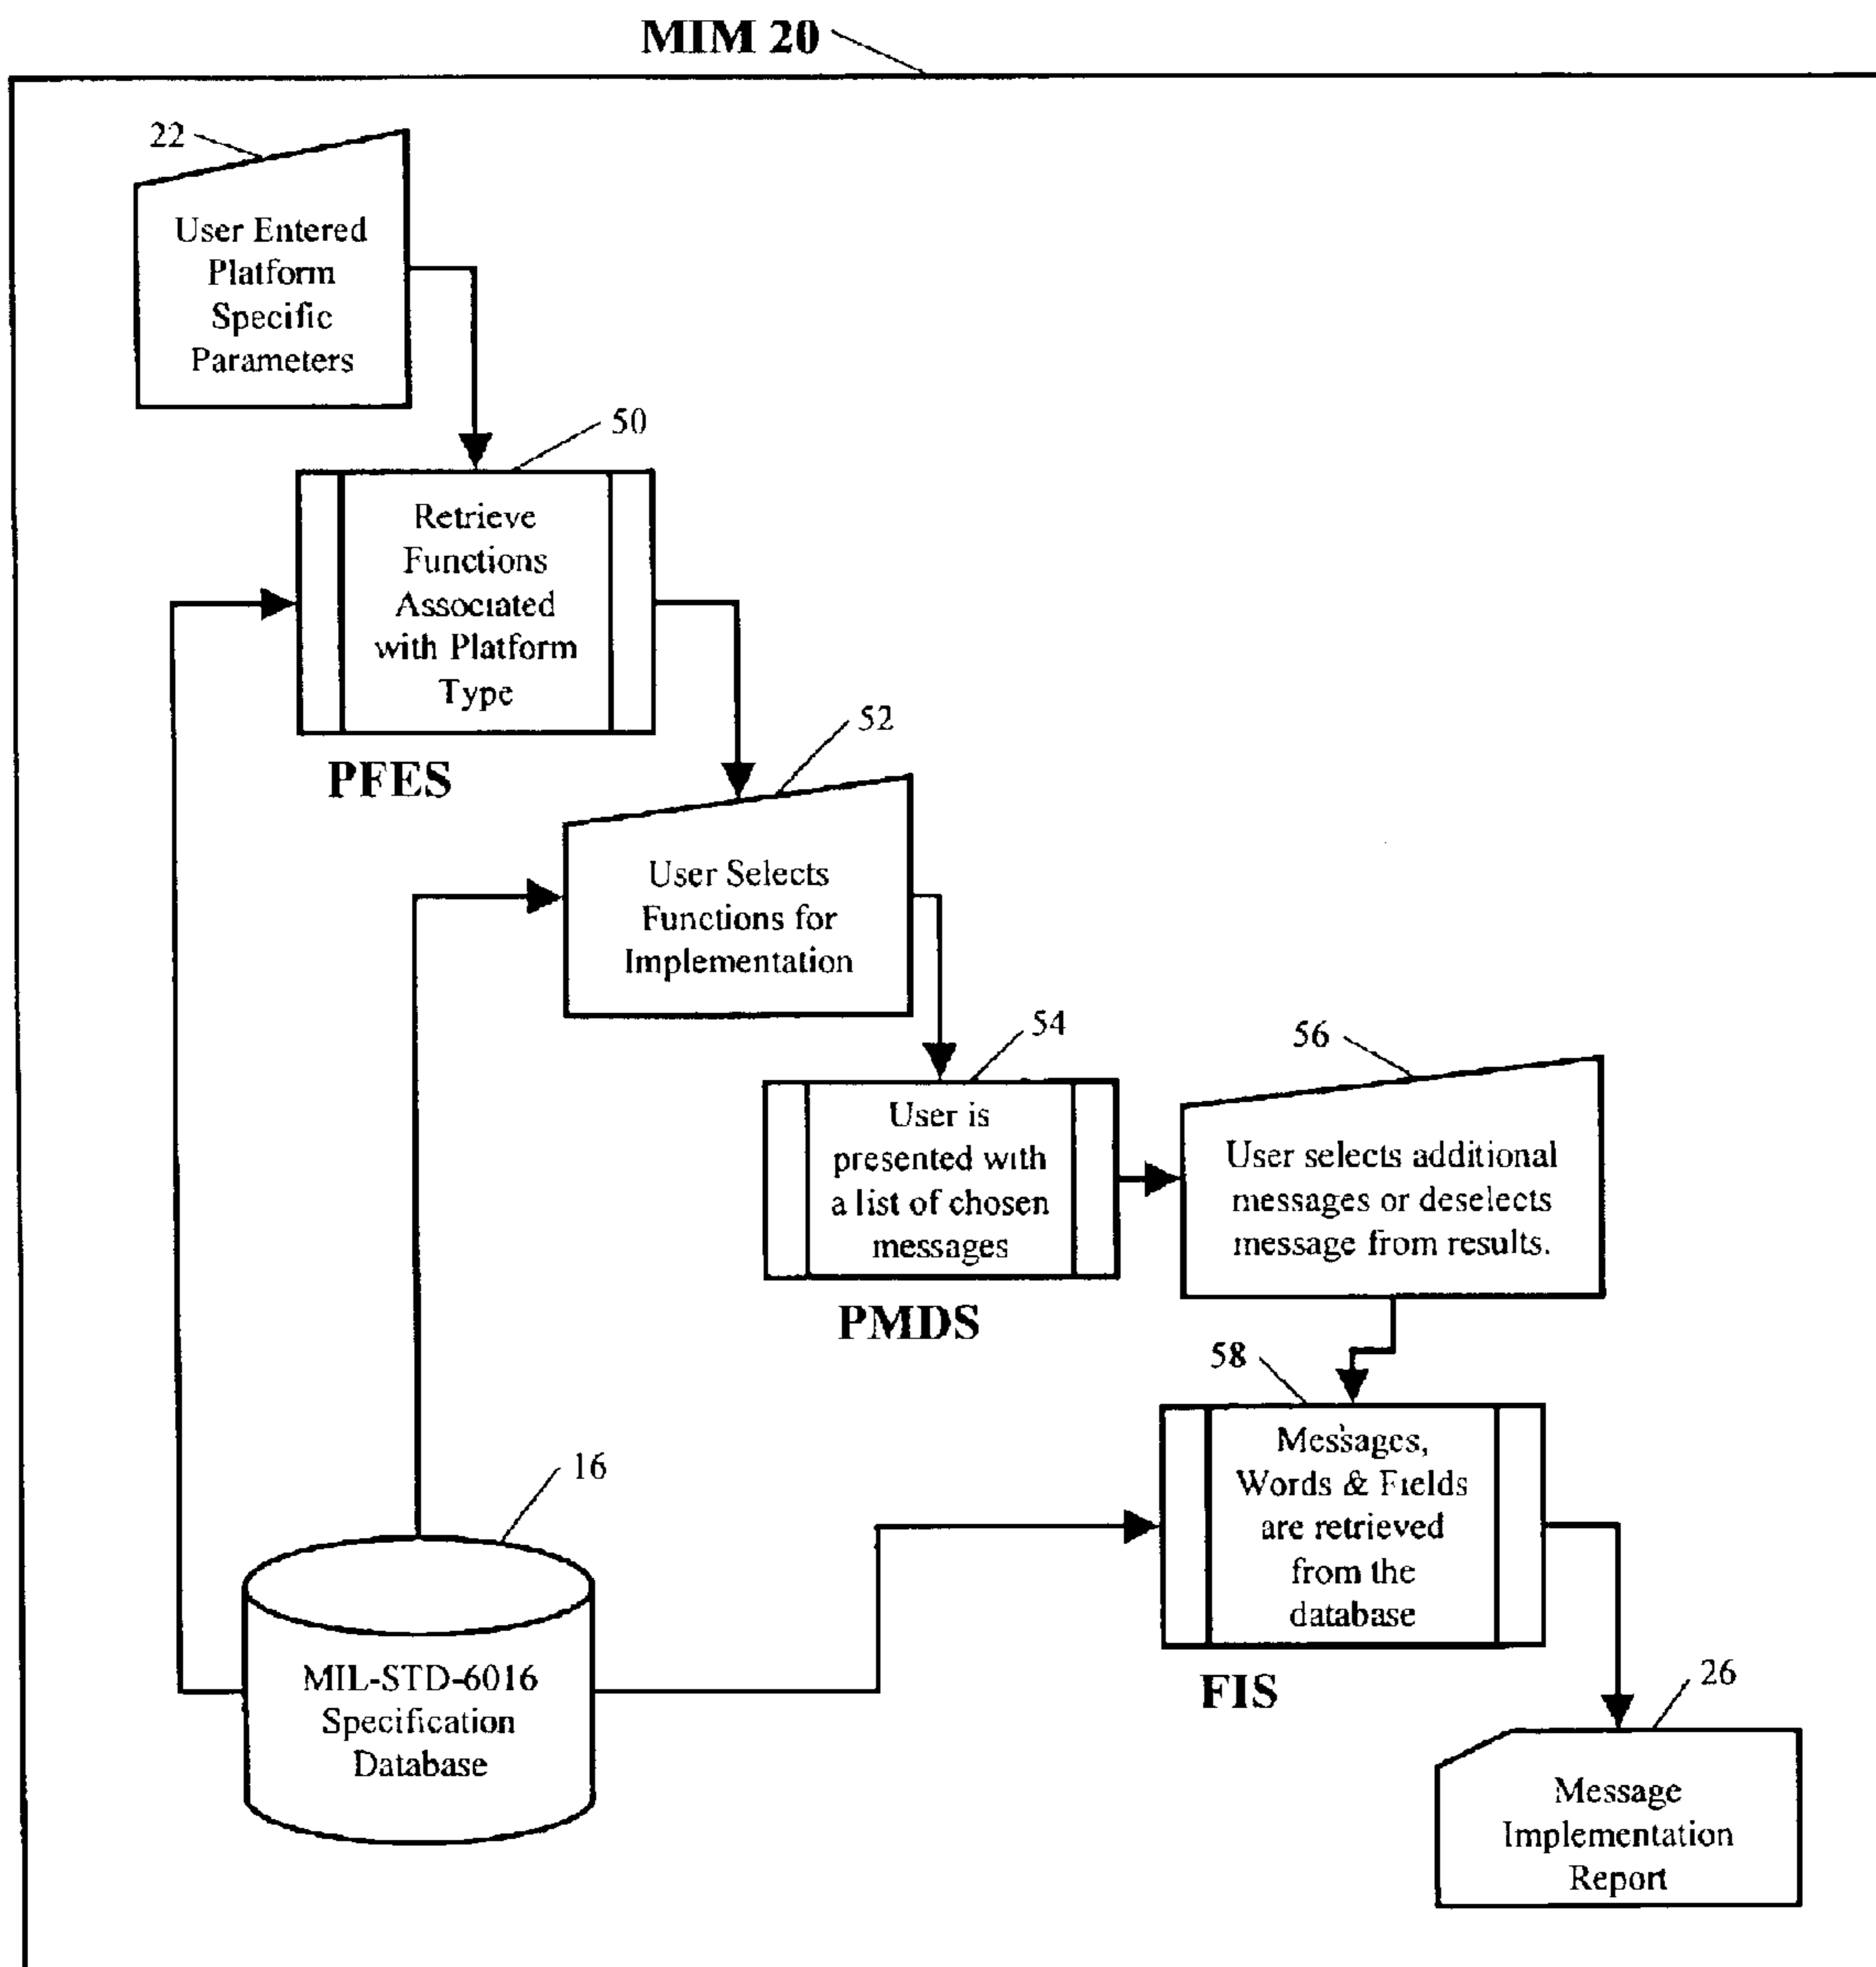 MIM 20
22
User Entered
Platform
Specific
Parameters
50
Retrieve
Functions
Associated
with Platform
Type
PFES
52
User Selects
Functions for
Implementation
54
User is
presented with
a list of chosen
messages
PMDS
56
User selects additional
messages or deselects
message from results.
58
Messages,
Words & Fields
are retrieved
from the
database
FIS
16
MIL-STD-6016
Specification
Database
26
Message
Implementation
Report